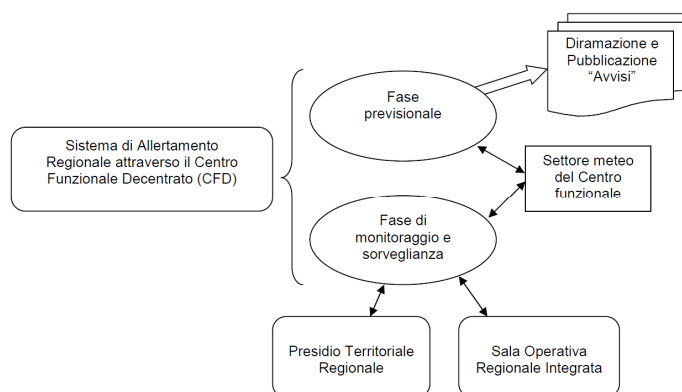 Diramazione e
Pubblicazione
“Avvisi”
Fase
previsionale
Sistema di Allertamento
Regionale attraverso il Centro
Funzionale Decentrato (CFD)
Settore meteo
del Centro
funzionale
Fase di
monitoraggio e
sorveglianza
Presidio Territoriale
Regionale
Sala Operativa
Regionale Integrata